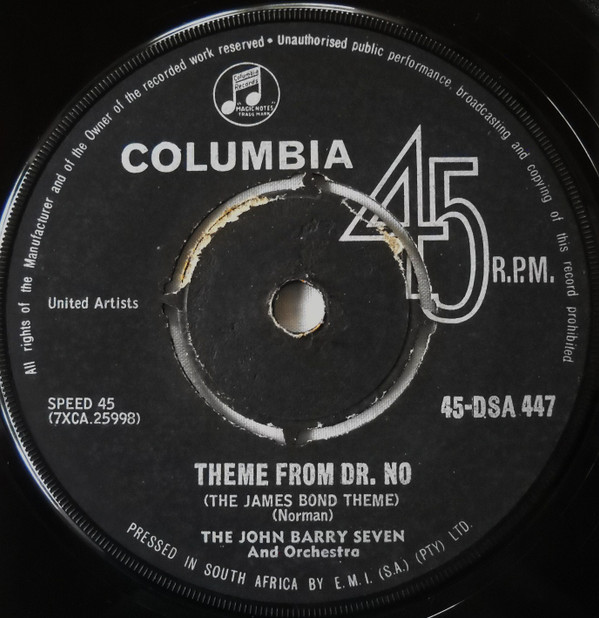 All rights of the Manufacturer and of the Owner of the recorded work reserved • Unauthorised public performance, broadcasting and copying of this record prohibited
Columbia
Records
"MAGIC NOTES"
TRADE MARK
COLUMBIA
45
R.P.M.
United Artists
SPEED 45
(7XCA.25998)
45-DSA 447
THEME FROM DR. NO
(THE JAMES BOND THEME)
(Norman)
THE JOHN BARRY SEVEN
And Orchestra
PRESSED IN SOUTH AFRICA BY E.M.I. (S.A.) (PTY) LTD.